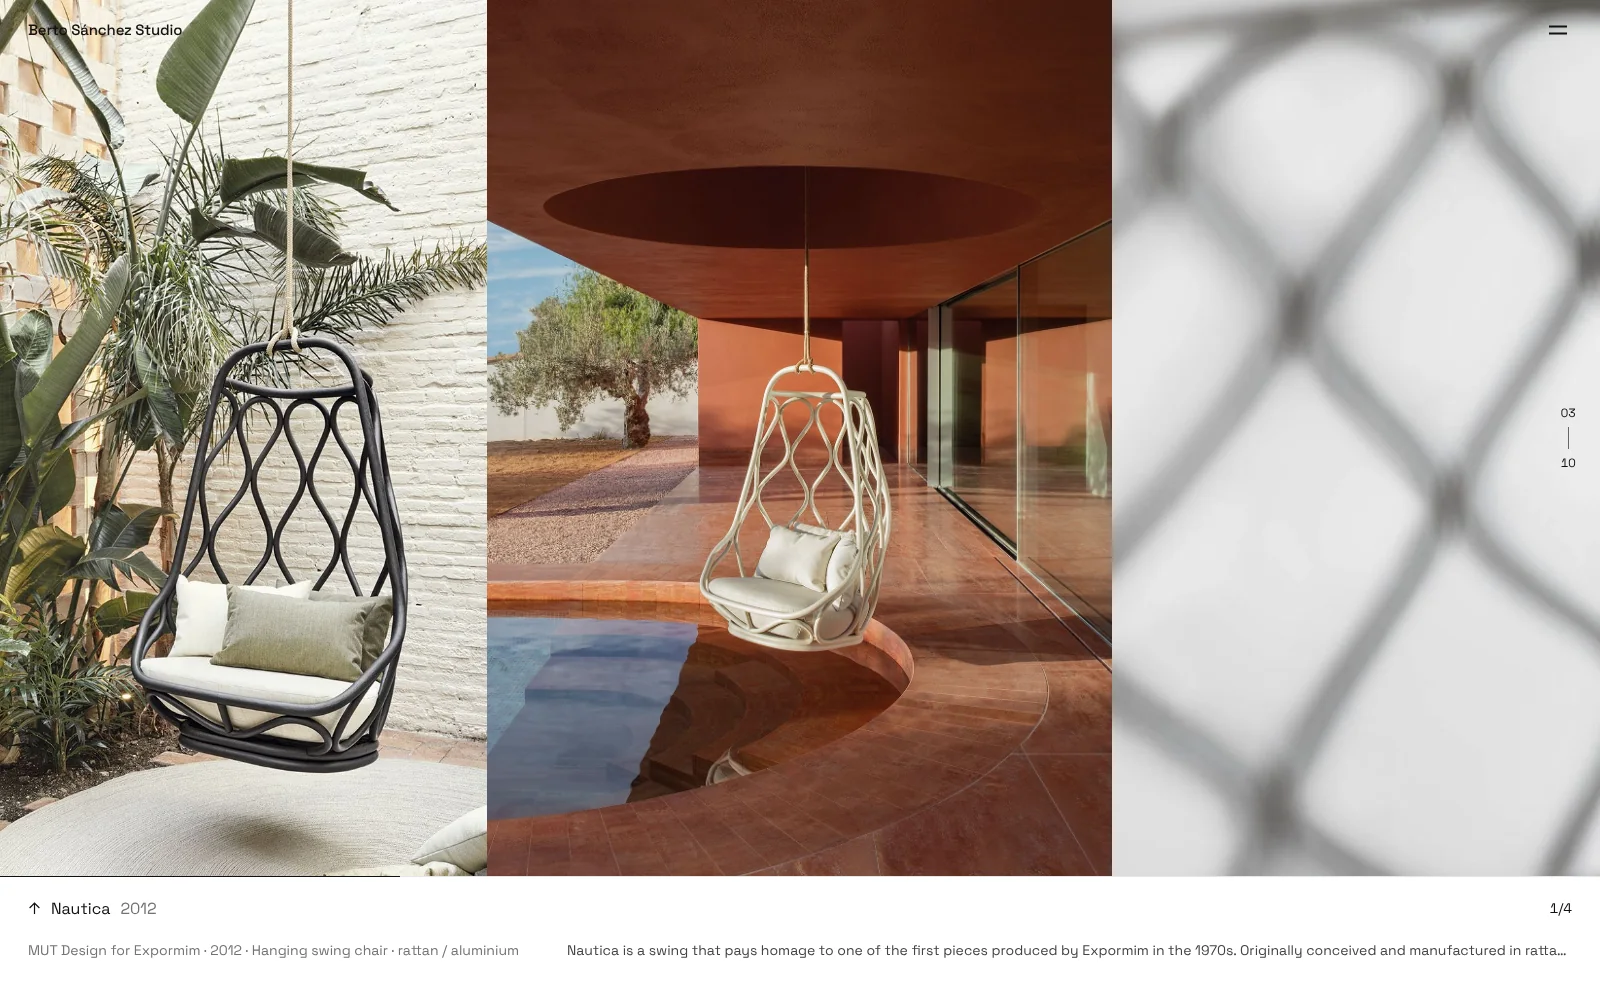 Berto Sánchez Studio
03
10
↑ Nautica 2012
1/4
MUT Design for Expormim · 2012 · Hanging swing chair · rattan / aluminium
Nautica is a swing that pays homage to one of the first pieces produced by Expormim in the 1970s. Originally conceived and manufactured in ratta...